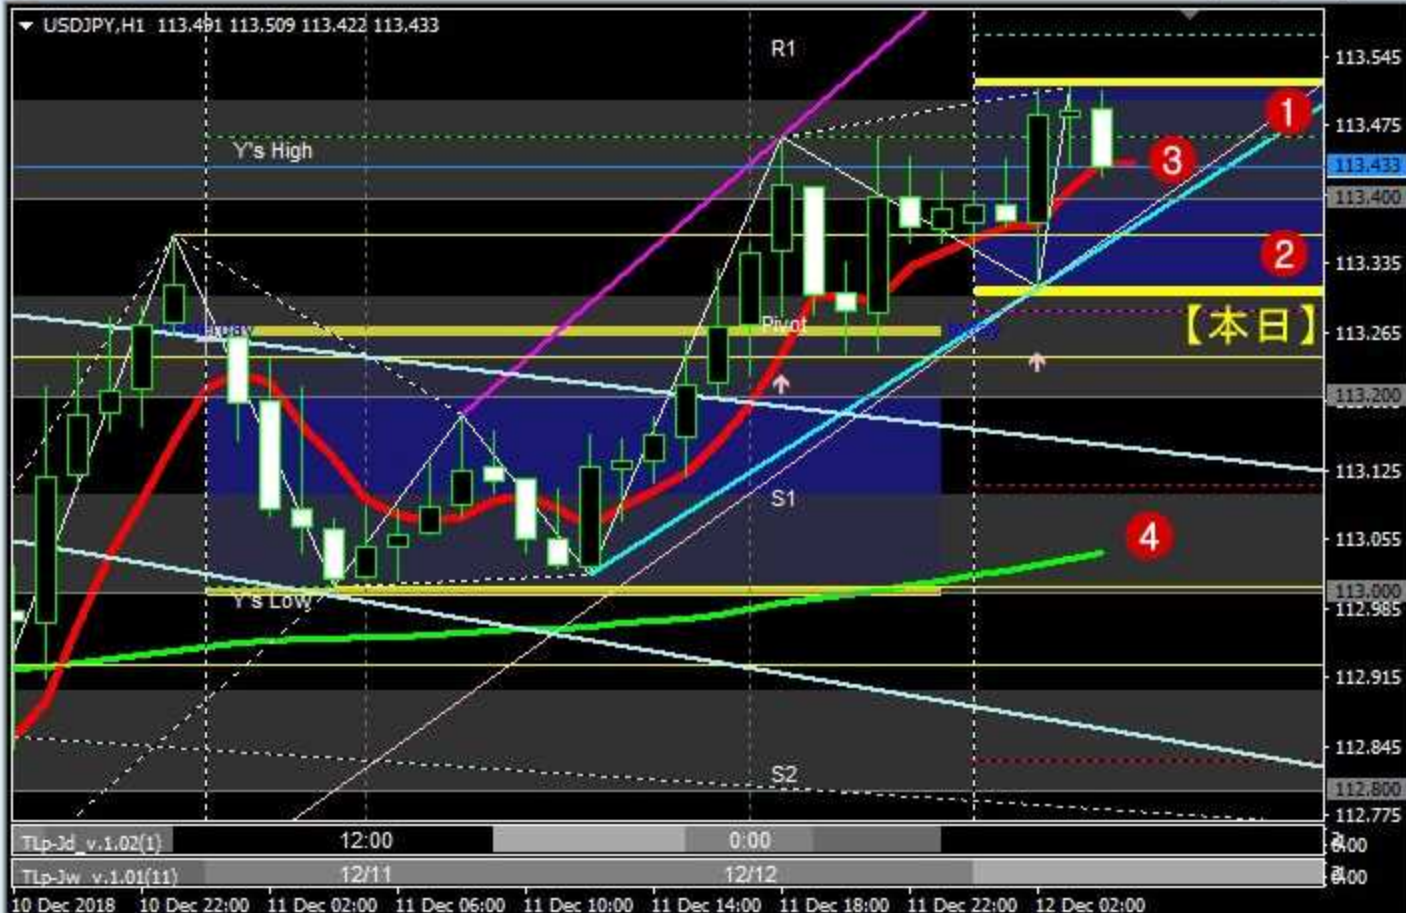 USDJPY,H1 113.491 113.509 113.422 113.433
R1
113.545
Y's High
1
113.475
3
113.433
113.400
2
113.335
Pivot
【本日】
113.265
113.200
113.125
S1
4
113.055
Y's Low
113.000
112.985
112.915
112.845
S2
112.800
112.775
TLp-Jd_v.1.02(1)
12:00
0:00
0.00
TLp-Jw_v.1.01(11)
12/11
12/12
0.00
10 Dec 2018
10 Dec 22:00
11 Dec 02:00
11 Dec 06:00
11 Dec 10:00
11 Dec 14:00
11 Dec 18:00
11 Dec 22:00
12 Dec 02:00